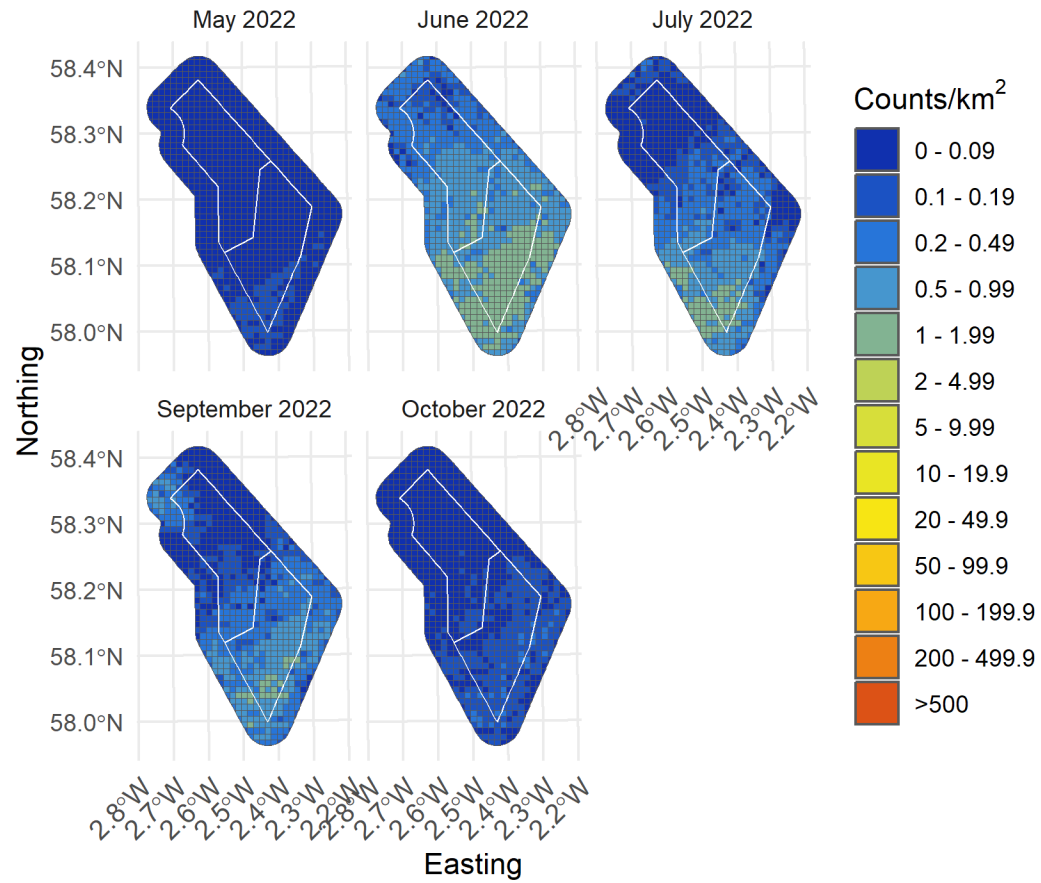 May 2022
June 2022
July 2022
58.4°N
58.3°N
58.2°N
58.1°N
58.0°N
Northing
September 2022
October 2022
2.8°W
2.7°W
2.6°W
2.5°W
2.4°W
2.3°W
2.2°W
58.4°N
58.3°N
58.2°N
58.1°N
58.0°N
2.8°W
2.7°W
2.6°W
2.5°W
2.4°W
2.3°W
2.2°W
2.8°W
2.7°W
2.6°W
2.5°W
2.4°W
2.3°W
2.2°W
Easting
Counts/km²
0 - 0.09
0.1 - 0.19
0.2 - 0.49
0.5 - 0.99
1 - 1.99
2 - 4.99
5 - 9.99
10 - 19.9
20 - 49.9
50 - 99.9
100 - 199.9
200 - 499.9
>500